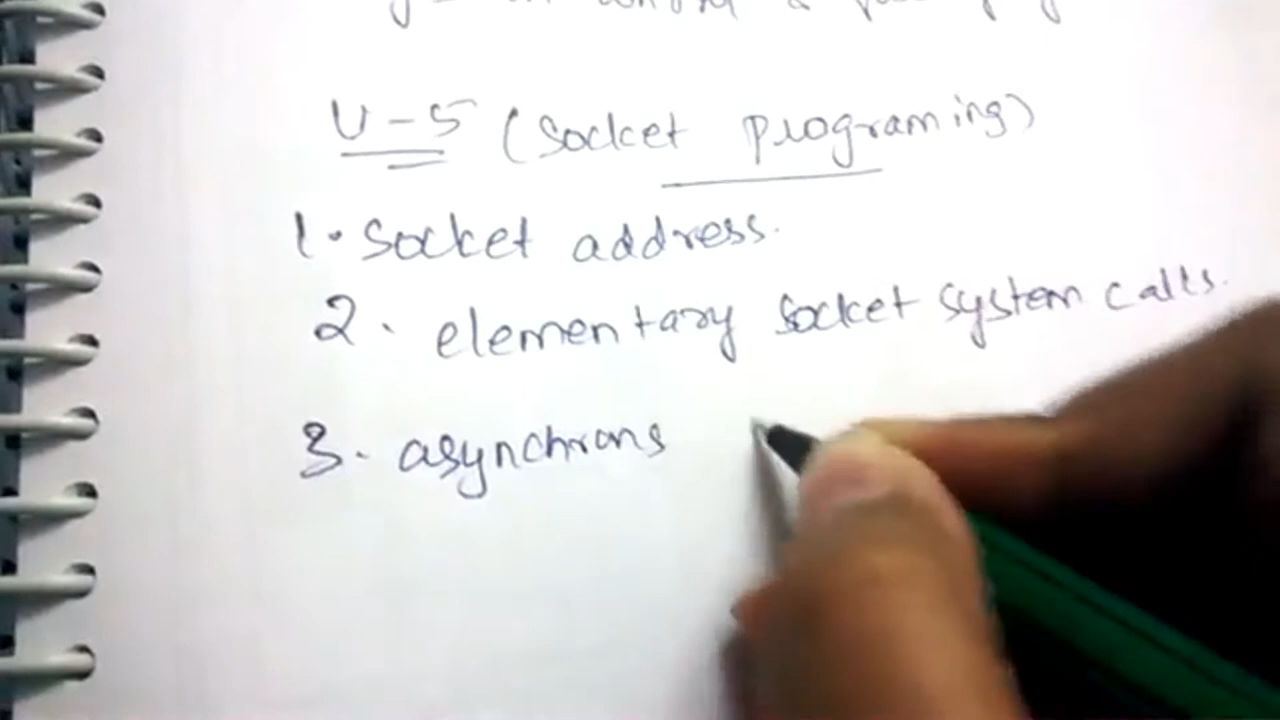 U-5 (Socket programing)
1. Socket address.
2. elementary socket system calls.
3. asynchrons